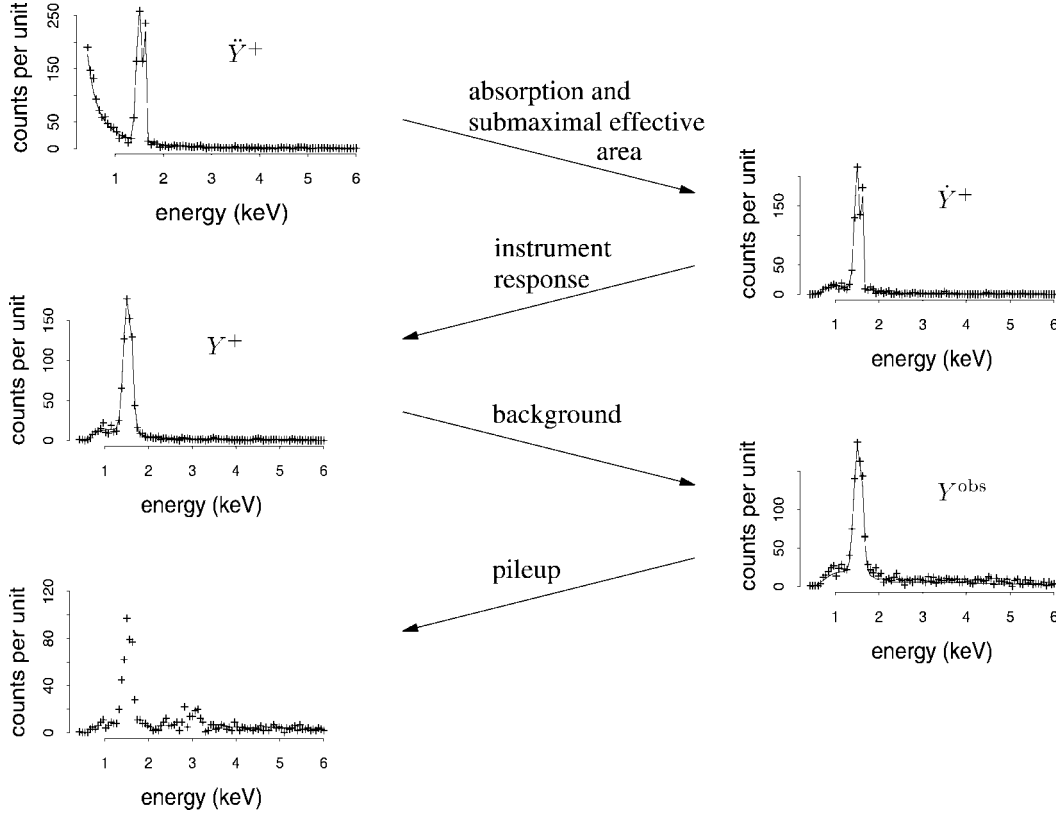 counts per unit
0 50 150 250
Ÿ+
1 2 3 4 5 6
energy (keV)
absorption and
submaximal effective
area
counts per unit
0 50 150
Ẏ+
1 2 3 4 5 6
energy (keV)
instrument
response
counts per unit
0 50 100 150
Y+
1 2 3 4 5 6
energy (keV)
background
counts per unit
0 50 100
Yobs
1 2 3 4 5 6
energy (keV)
pileup
counts per unit
0 40 80 120
1 2 3 4 5 6
energy (keV)